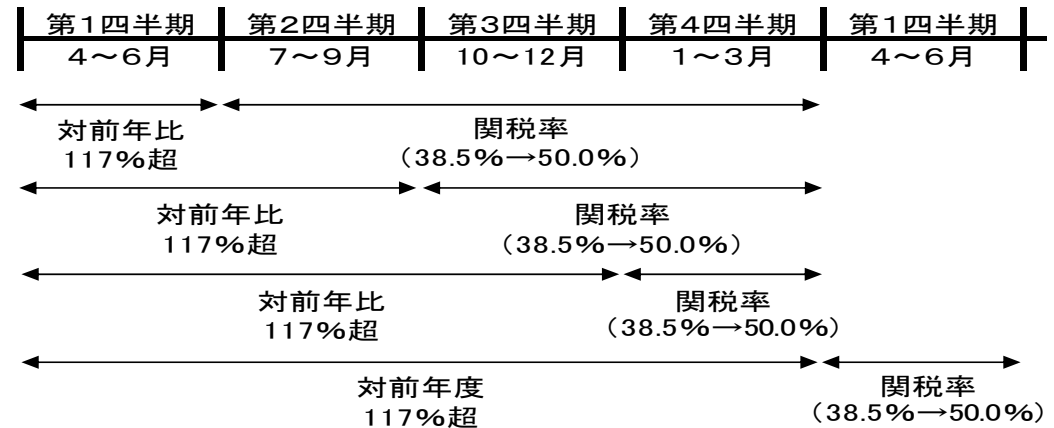 第1四半期 第2四半期 第3四半期 第4四半期 第1四半期
4～6月 7～9月 10～12月 1～3月 4～6月
対前年比 関税率
117%超 （38.5%→50.0%）
対前年比 関税率
117%超 （38.5%→50.0%）
対前年比 関税率
117%超 （38.5%→50.0%）
対前年度 関税率
117%超 （38.5%→50.0%）